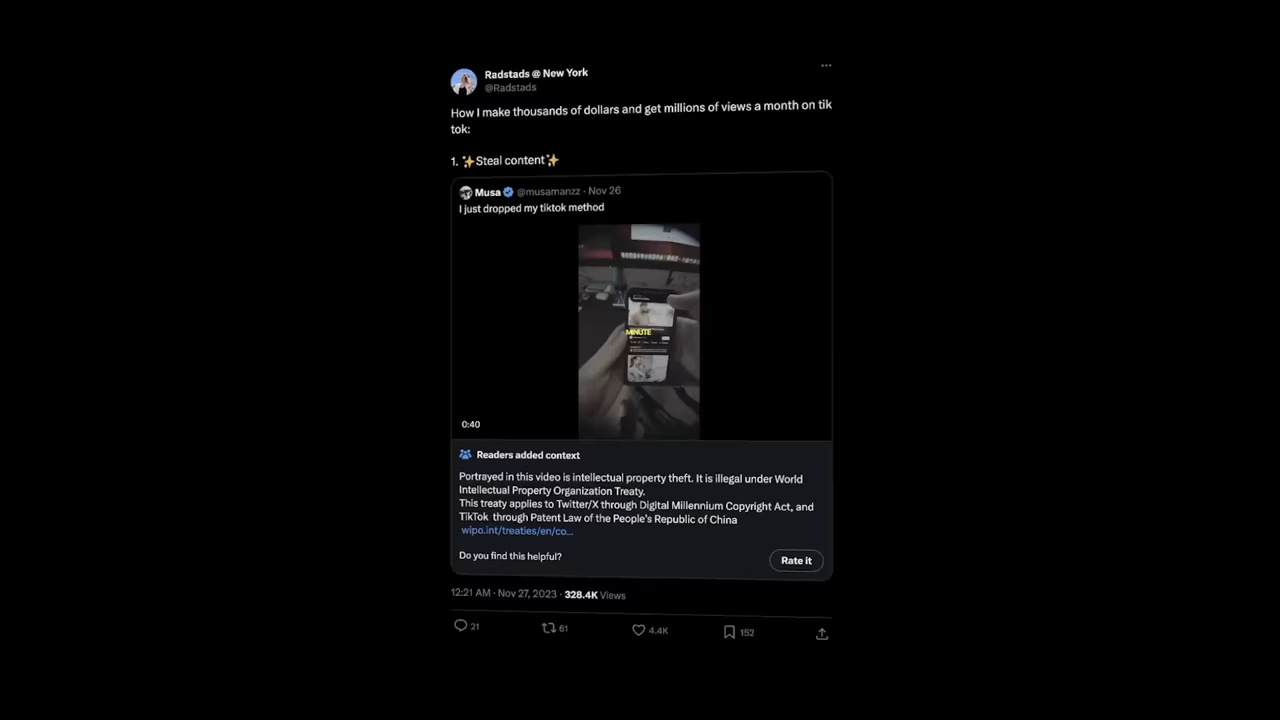 Radstads @ New York
@Radstads
How I make thousands of dollars and get millions of views a month on tik
tok:
1. ✨Steal content✨
Musa @musamanzz · Nov 26
I just dropped my tiktok method
MINUTE
0:40
Readers added context
Portrayed in this video is intellectual property theft. It is illegal under World
Intellectual Property Organization Treaty.
This treaty applies to Twitter/X through Digital Millennium Copyright Act, and
TikTok through Patent Law of the People's Republic of China
wipo.int/treaties/en/co...
Do you find this helpful?
Rate it
12:21 AM · Nov 27, 2023 · 328.4K Views
21 61 4.4K 152